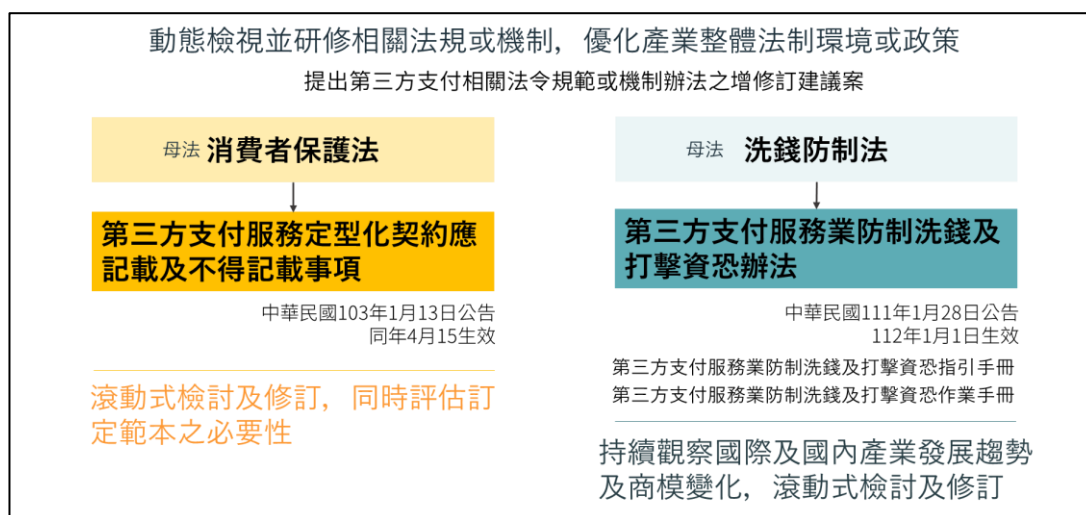 動態檢視並研修相關法規或機制，優化產業整體法制環境或政策
提出第三方支付相關法令規範或機制辦法之增修訂建議案
母法 消費者保護法
第三方支付服務定型化契約應
記載及不得記載事項
中華民國103年1月13日公告
同年4月15生效
滾動式檢討及修訂，同時評估訂
定範本之必要性
母法 洗錢防制法
第三方支付服務業防制洗錢及
打擊資恐辦法
中華民國111年1月28日公告
112年1月1日生效
第三方支付服務業防制洗錢及打擊資恐指引手冊
第三方支付服務業防制洗錢及打擊資恐作業手冊
持續觀察國際及國內產業發展趨勢
及商模變化，滾動式檢討及修訂